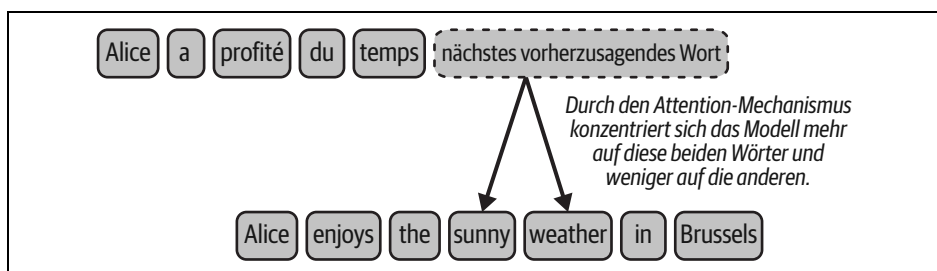 Alice a profité du temps nächstes vorherzusagendes Wort
Durch den Attention-Mechanismus
konzentriert sich das Modell mehr
auf diese beiden Wörter und
weniger auf die anderen.
Alice enjoys the sunny weather in Brussels